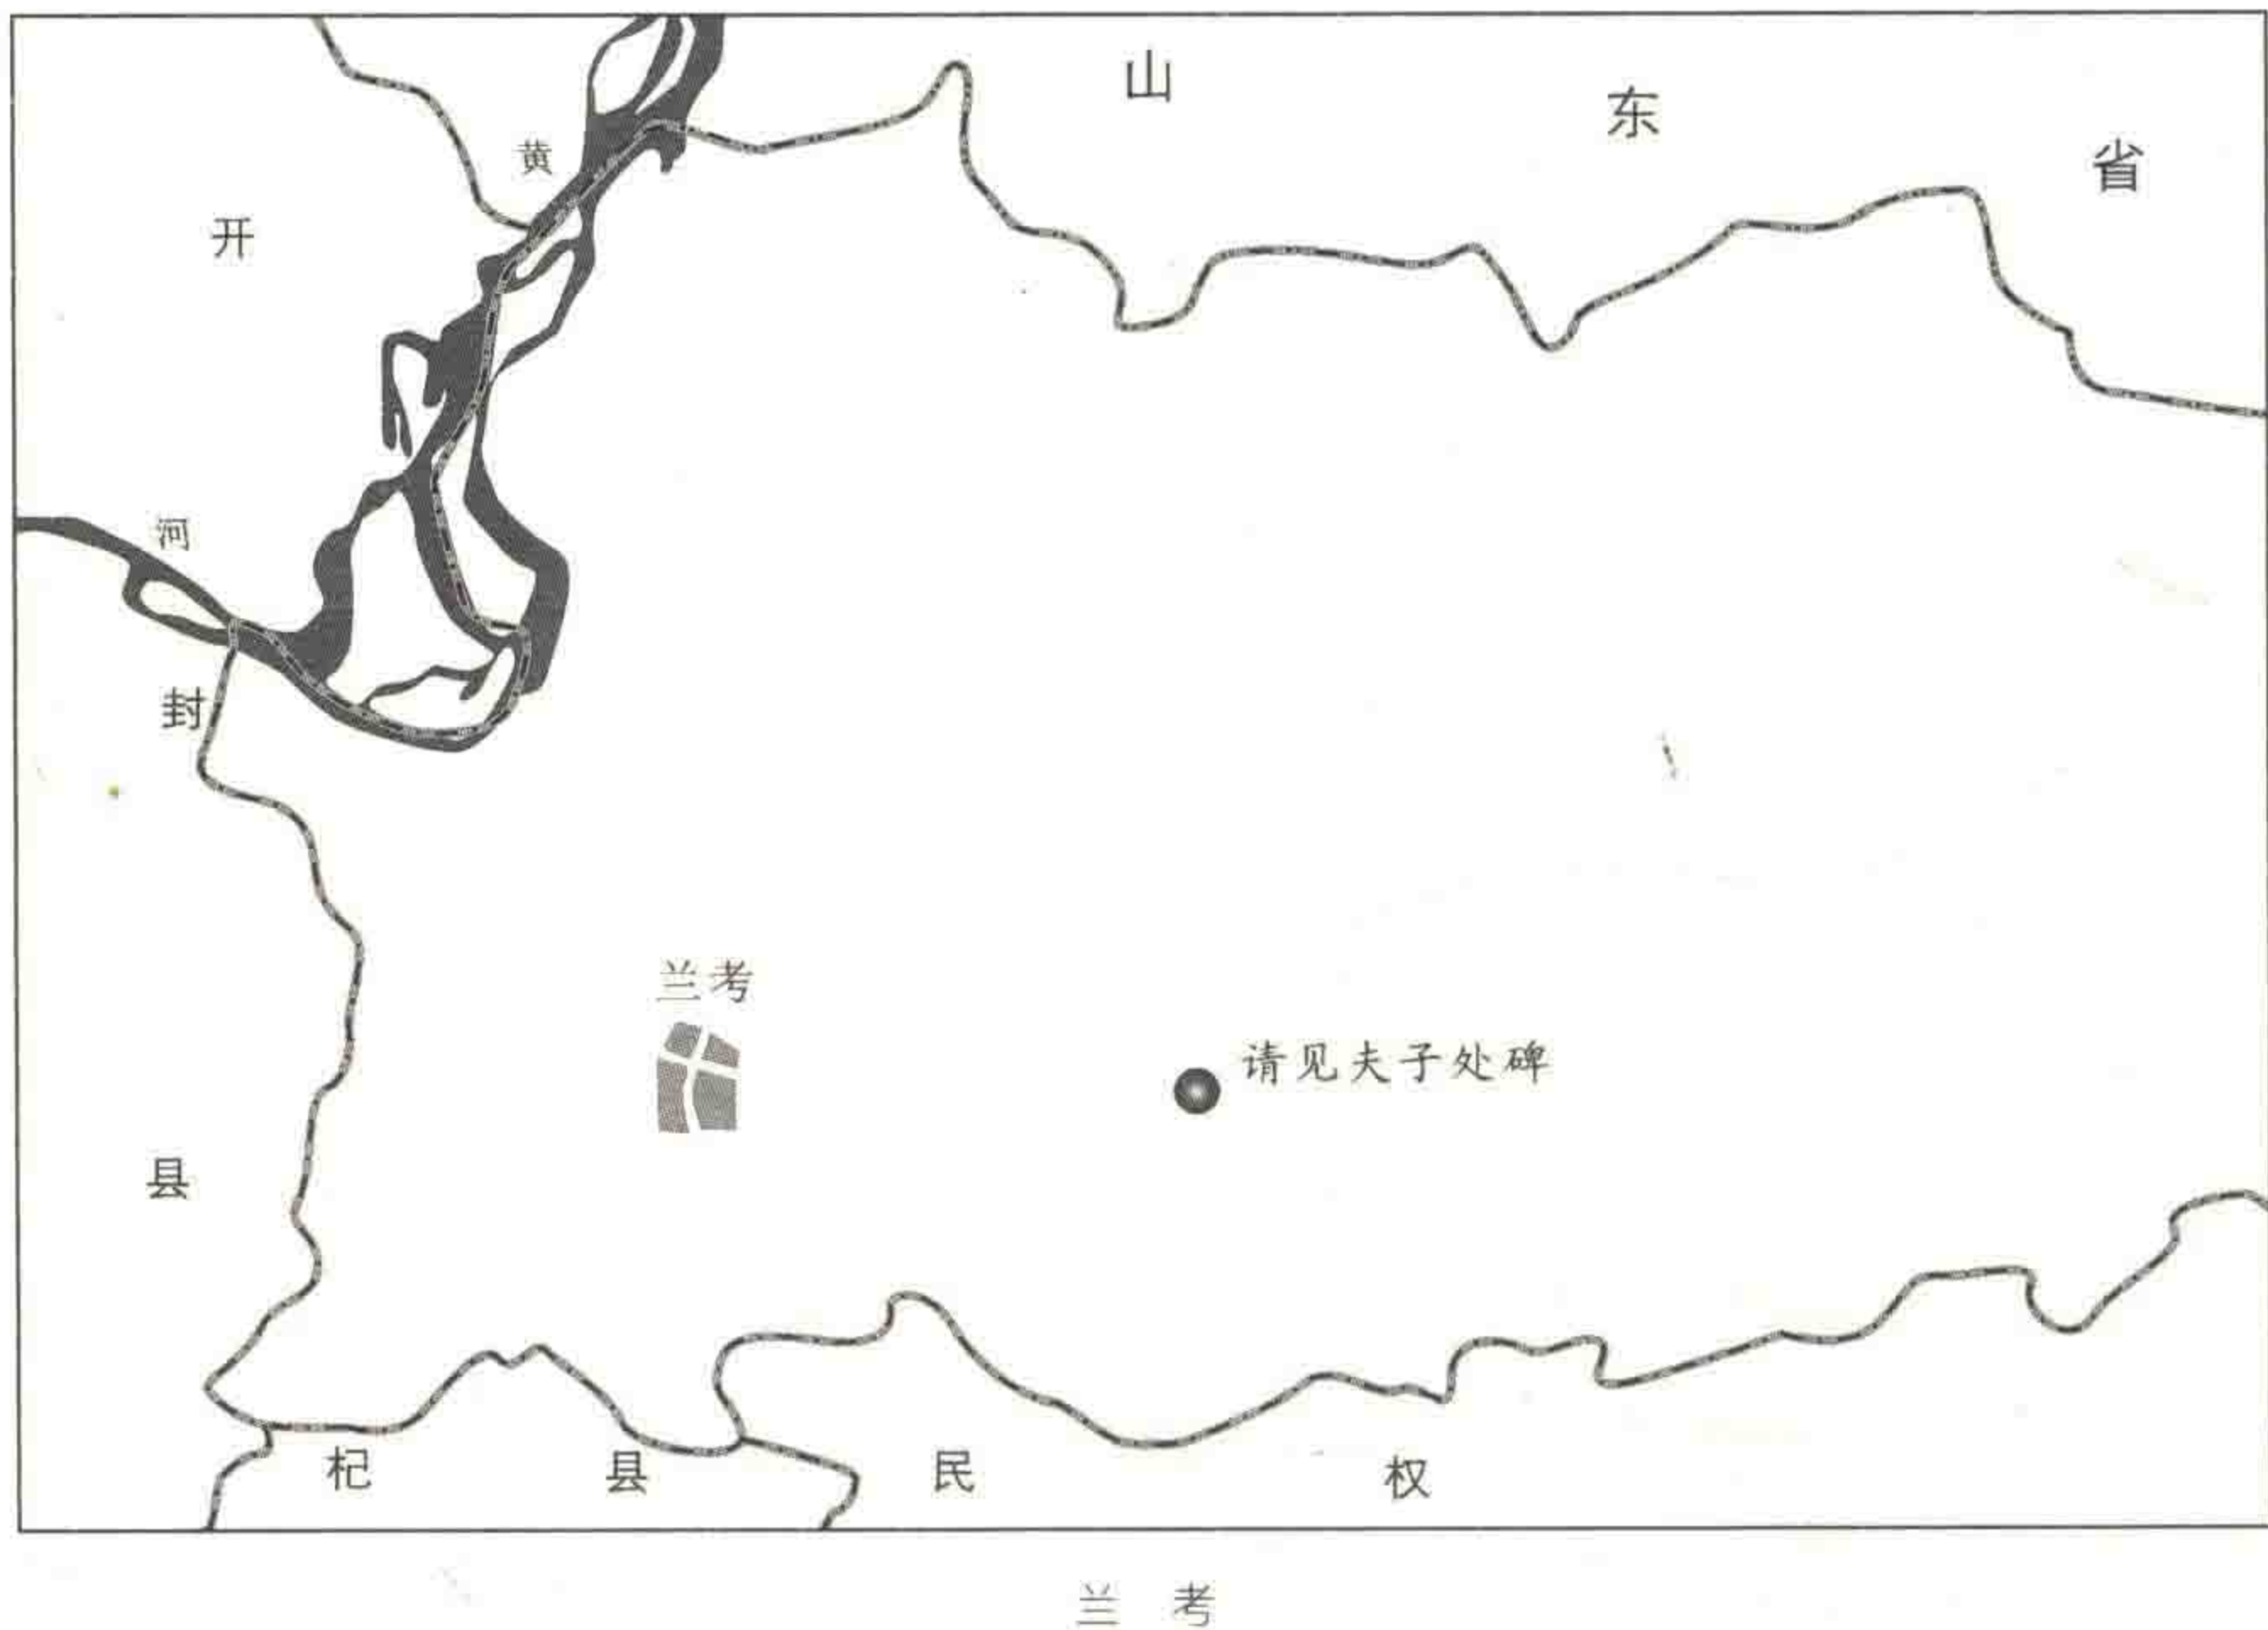 山东省
黄河
开封县
兰考
请见夫子处碑
杞县
民权
兰考